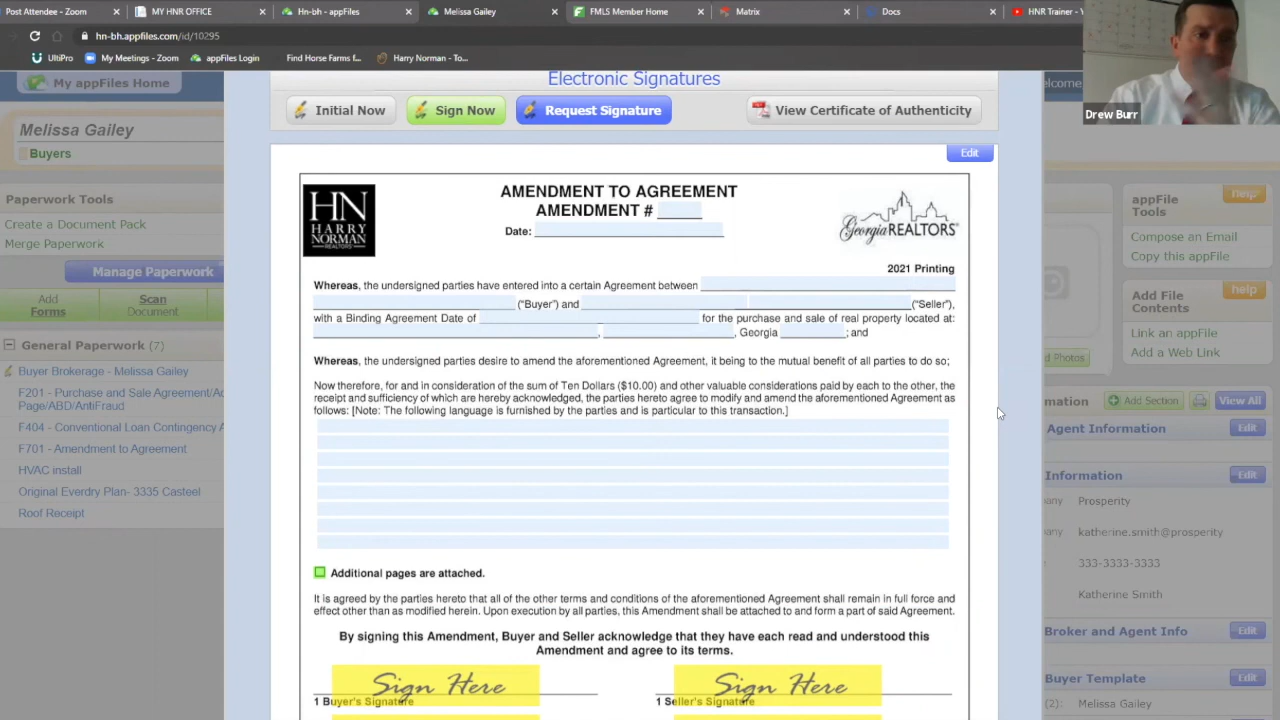 Post Attendee - Zoom
MY HNR OFFICE
Hn-bh - appFiles
Melissa Gailey
FMLS Member Home
Matrix
Docs
HNR Trainer -
hn-bh.appfiles.com/id/10295
UltiPro
My Meetings - Zoom
appFiles Login
Find Horse Farms f...
Harry Norman - To...
Drew Burr
My appFiles Home
elcome
Electronic Signatures
Initial Now
Sign Now
Request Signature
View Certificate of Authenticity
Melissa Gailey
Buyers
Edit
Paperwork Tools
Create a Document Pack
Merge Paperwork
Manage Paperwork
Add
Forms
Scan
Document
General Paperwork (7)
Buyer Brokerage - Melissa Gailey
F201 - Purchase and Sale Agreement/Ac
Page/ABD/AntiFraud
F404 - Conventional Loan Contingency A
F701 - Amendment to Agreement
HVAC install
Original Everdry Plan- 3335 Casteel
Roof Receipt
HN
HARRY
NORMAN
REALTORS
AMENDMENT TO AGREEMENT
AMENDMENT #
Date:
Georgia REALTORS
2021 Printing
Whereas, the undersigned parties have entered into a certain Agreement between
("Buyer") and ("Seller"),
with a Binding Agreement Date of for the purchase and sale of real property located at:
, , Georgia ; and
Whereas, the undersigned parties desire to amend the aforementioned Agreement, it being to the mutual benefit of all parties to do so;
Now therefore, for and in consideration of the sum of Ten Dollars ($10.00) and other valuable considerations paid by each to the other, the
receipt and sufficiency of which are hereby acknowledged, the parties hereto agree to modify and amend the aforementioned Agreement as
follows: [Note: The following language is furnished by the parties and is particular to this transaction.]
Additional pages are attached.
It is agreed by the parties hereto that all of the other terms and conditions of the aforementioned Agreement shall remain in full force and
effect other than as modified herein. Upon execution by all parties, this Amendment shall be attached to and form a part of said Agreement.
By signing this Amendment, Buyer and Seller acknowledge that they have each read and understood this
Amendment and agree to its terms.
Sign Here
Sign Here
1 Buyer's Signature
1 Seller's Signature
appFile
Tools
help
Compose an Email
Copy this appFile
Add File
Contents
help
Link an appFile
Add a Web Link
d Photos
mation
Add Section
View All
Agent Information
Edit
Information
Edit
any
Prosperity
katherine.smith@prosperity
333-333-3333
Katherine Smith
Broker and Agent Info
Edit
Buyer Template
Edit
(2):
Melissa Gailey